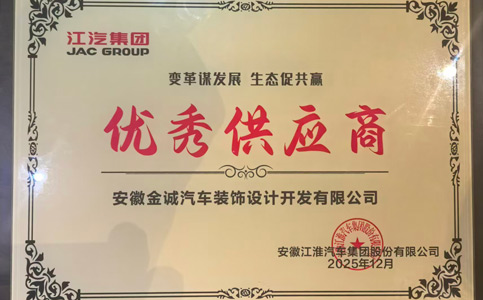 江汽集团
JAC GROUP
变革谋发展 生态促共赢
优秀供应商
安徽金诚汽车装饰设计开发有限公司
安徽江淮汽车集团股份有限公司
2025年12月